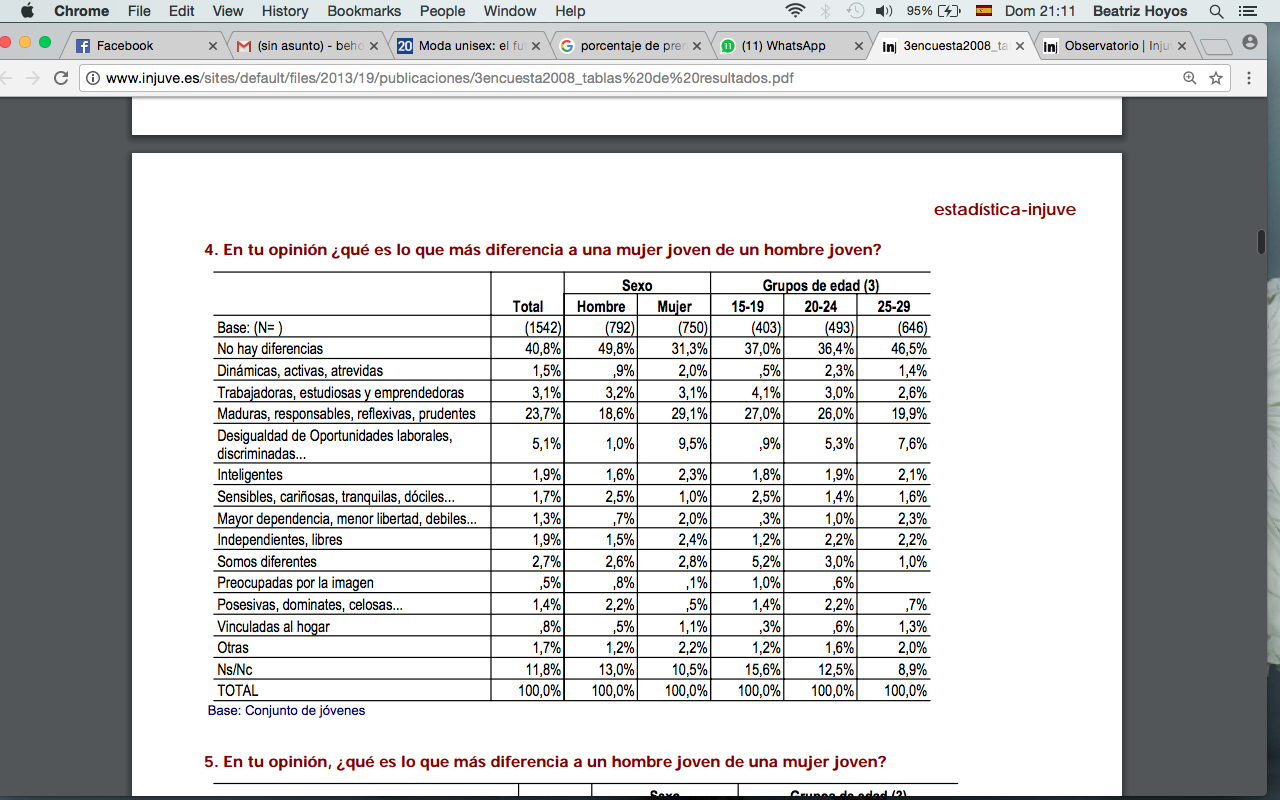 Chrome File Edit View History Bookmarks People Window Help 95% Dom 21:11 Beatriz Hoyos
Facebook (sin asunto) - beho 20 Moda unisex: el fu porcentaje de pren 11 (11) WhatsApp inj 3encuesta2008_ta inj Observatorio | Inju
www.injuve.es/sites/default/files/2013/19/publicaciones/3encuesta2008_tablas%20de%20resultados.pdf
estadística-injuve
4. En tu opinión ¿qué es lo que más diferencia a una mujer joven de un hombre joven?
Sexo Grupos de edad (3)
Total Hombre Mujer 15-19 20-24 25-29
Base: (N= ) (1542) (792) (750) (403) (493) (646)
No hay diferencias 40,8% 49,8% 31,3% 37,0% 36,4% 46,5%
Dinámicas, activas, atrevidas 1,5% ,9% 2,0% ,5% 2,3% 1,4%
Trabajadoras, estudiosas y emprendedoras 3,1% 3,2% 3,1% 4,1% 3,0% 2,6%
Maduras, responsables, reflexivas, prudentes 23,7% 18,6% 29,1% 27,0% 26,0% 19,9%
Desigualdad de Oportunidades laborales,
discriminadas... 5,1% 1,0% 9,5% ,9% 5,3% 7,6%
Inteligentes 1,9% 1,6% 2,3% 1,8% 1,9% 2,1%
Sensibles, cariñosas, tranquilas, dóciles... 1,7% 2,5% 1,0% 2,5% 1,4% 1,6%
Mayor dependencia, menor libertad, debiles... 1,3% ,7% 2,0% ,3% 1,0% 2,3%
Independientes, libres 1,9% 1,5% 2,4% 1,2% 2,2% 2,2%
Somos diferentes 2,7% 2,6% 2,8% 5,2% 3,0% 1,0%
Preocupadas por la imagen ,5% ,8% ,1% 1,0% ,6%
Posesivas, dominates, celosas... 1,4% 2,2% ,5% 1,4% 2,2% ,7%
Vinculadas al hogar ,8% ,5% 1,1% ,3% ,6% 1,3%
Otras 1,7% 1,2% 2,2% 1,2% 1,6% 2,0%
Ns/Nc 11,8% 13,0% 10,5% 15,6% 12,5% 8,9%
TOTAL 100,0% 100,0% 100,0% 100,0% 100,0% 100,0%
Base: Conjunto de jóvenes
5. En tu opinión, ¿qué es lo que más diferencia a un hombre joven de una mujer joven?
Sexo Grupos de edad (3)